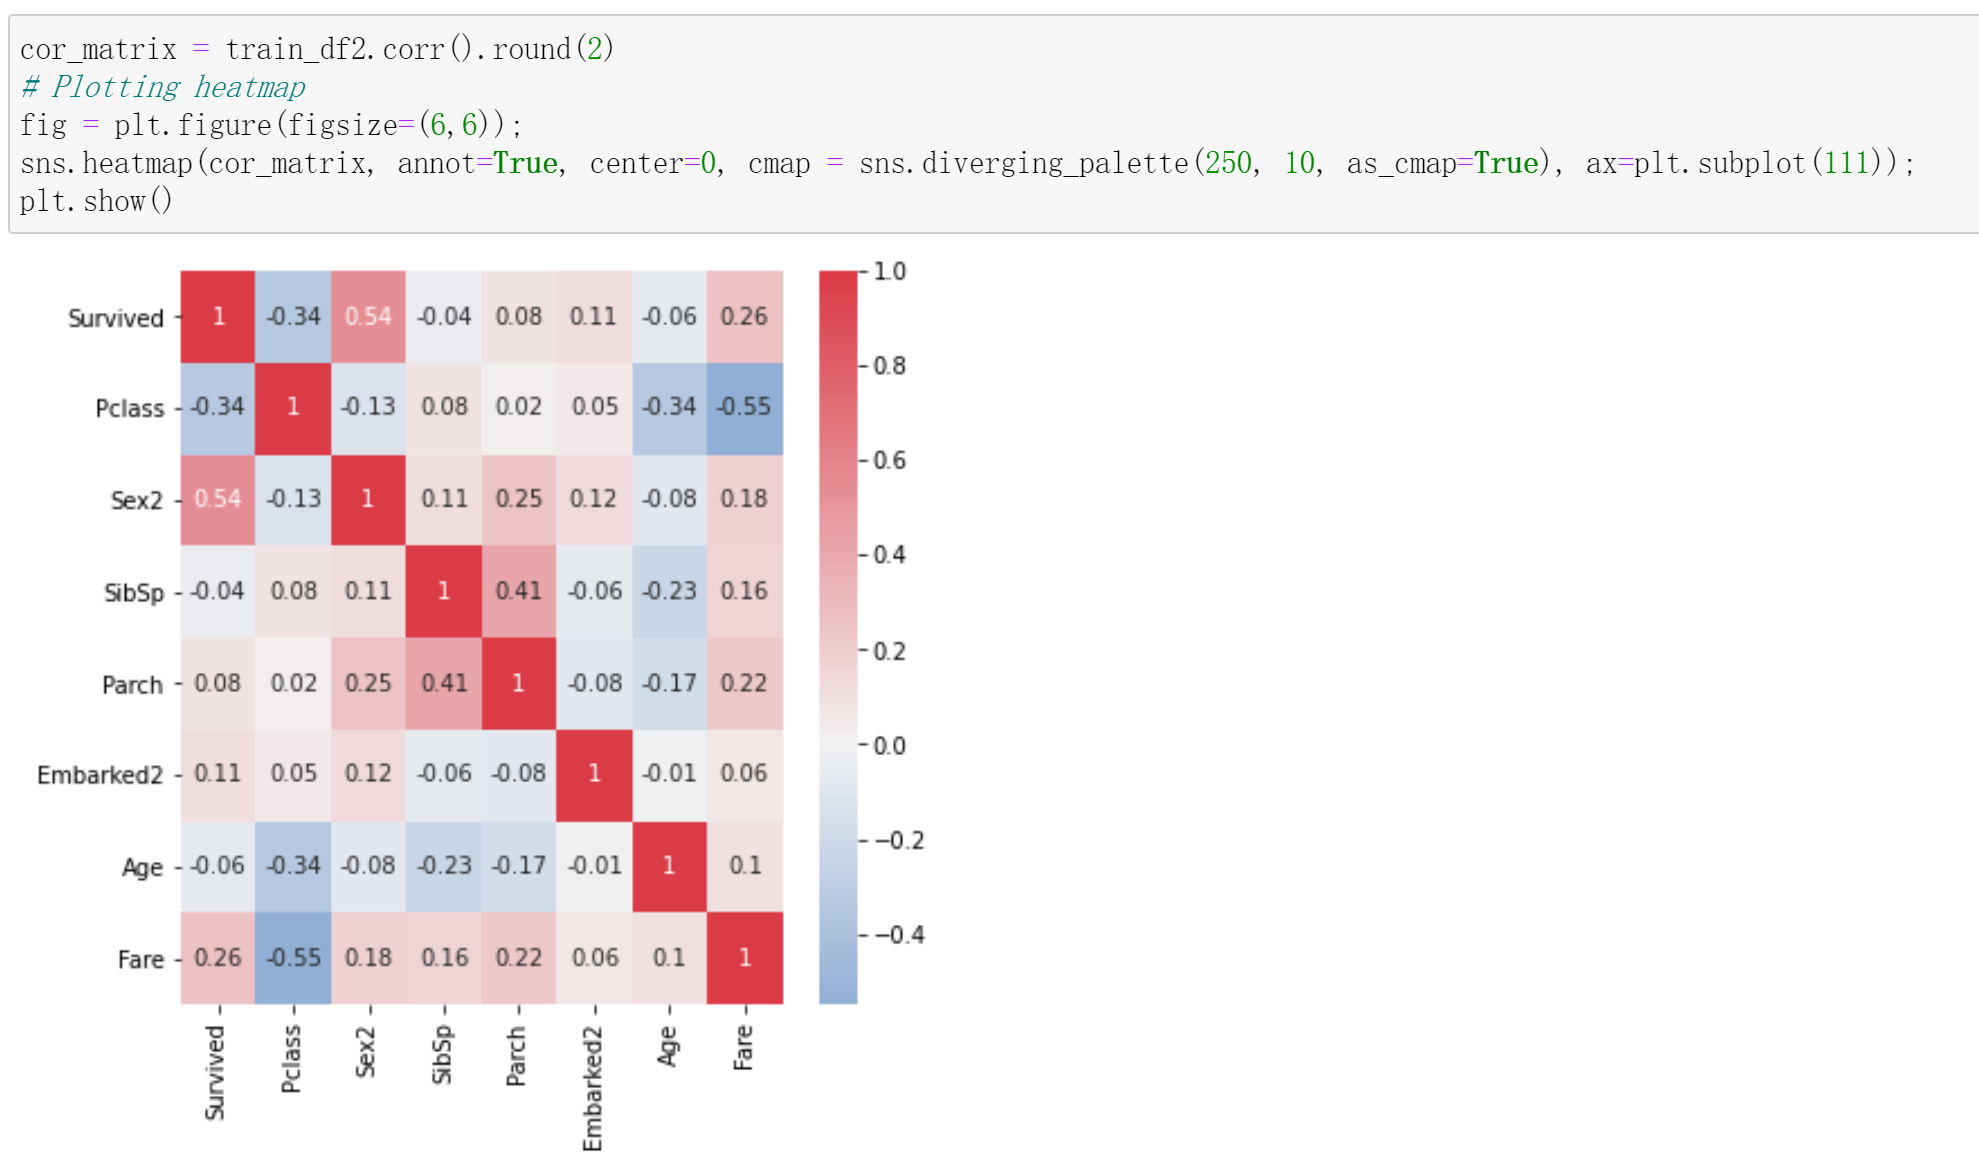 cor_matrix = train_df2.corr().round(2)
# Plotting heatmap
fig = plt.figure(figsize=(6,6));
sns.heatmap(cor_matrix, annot=True, center=0, cmap = sns.diverging_palette(250, 10, as_cmap=True), ax=plt.subplot(111));
plt.show()
Survived 1 -0.34 0.54 -0.04 0.08 0.11 -0.06 0.26
Pclass -0.34 1 -0.13 0.08 0.02 0.05 -0.34 -0.55
Sex2 0.54 -0.13 1 0.11 0.25 0.12 -0.08 0.18
SibSp -0.04 0.08 0.11 1 0.41 -0.06 -0.23 0.16
Parch 0.08 0.02 0.25 0.41 1 -0.08 -0.17 0.22
Embarked2 0.11 0.05 0.12 -0.06 -0.08 1 -0.01 0.06
Age -0.06 -0.34 -0.08 -0.23 -0.17 -0.01 1 0.1
Fare 0.26 -0.55 0.18 0.16 0.22 0.06 0.1 1
Survived Pclass Sex2 SibSp Parch Embarked2 Age Fare
1.0
0.8
0.6
0.4
0.2
0.0
−0.2
−0.4